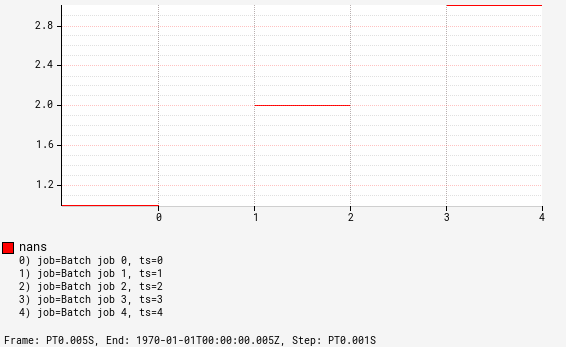 2.8
2.4
2.0
1.6
1.2
0 1 2 3 4
nans
0) job=Batch job 0, ts=0
1) job=Batch job 1, ts=1
2) job=Batch job 2, ts=2
3) job=Batch job 3, ts=3
4) job=Batch job 4, ts=4
Frame: PT0.005S, End: 1970-01-01T00:00:00.005Z, Step: PT0.001S